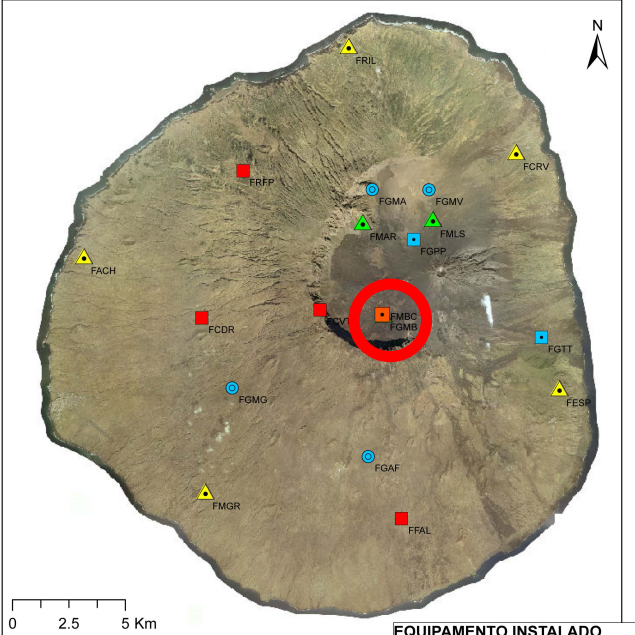 N
FRIL
FCRV
FRFP
FGMA
FGMV
FMAR
FMLS
FGPP
FACH
FCVT
FMBC
FGMB
FCDR
FGTT
FGMG
FESP
FGAF
FMGR
FFAL
0 2.5 5 Km
EQUIPAMENTO INSTALADO